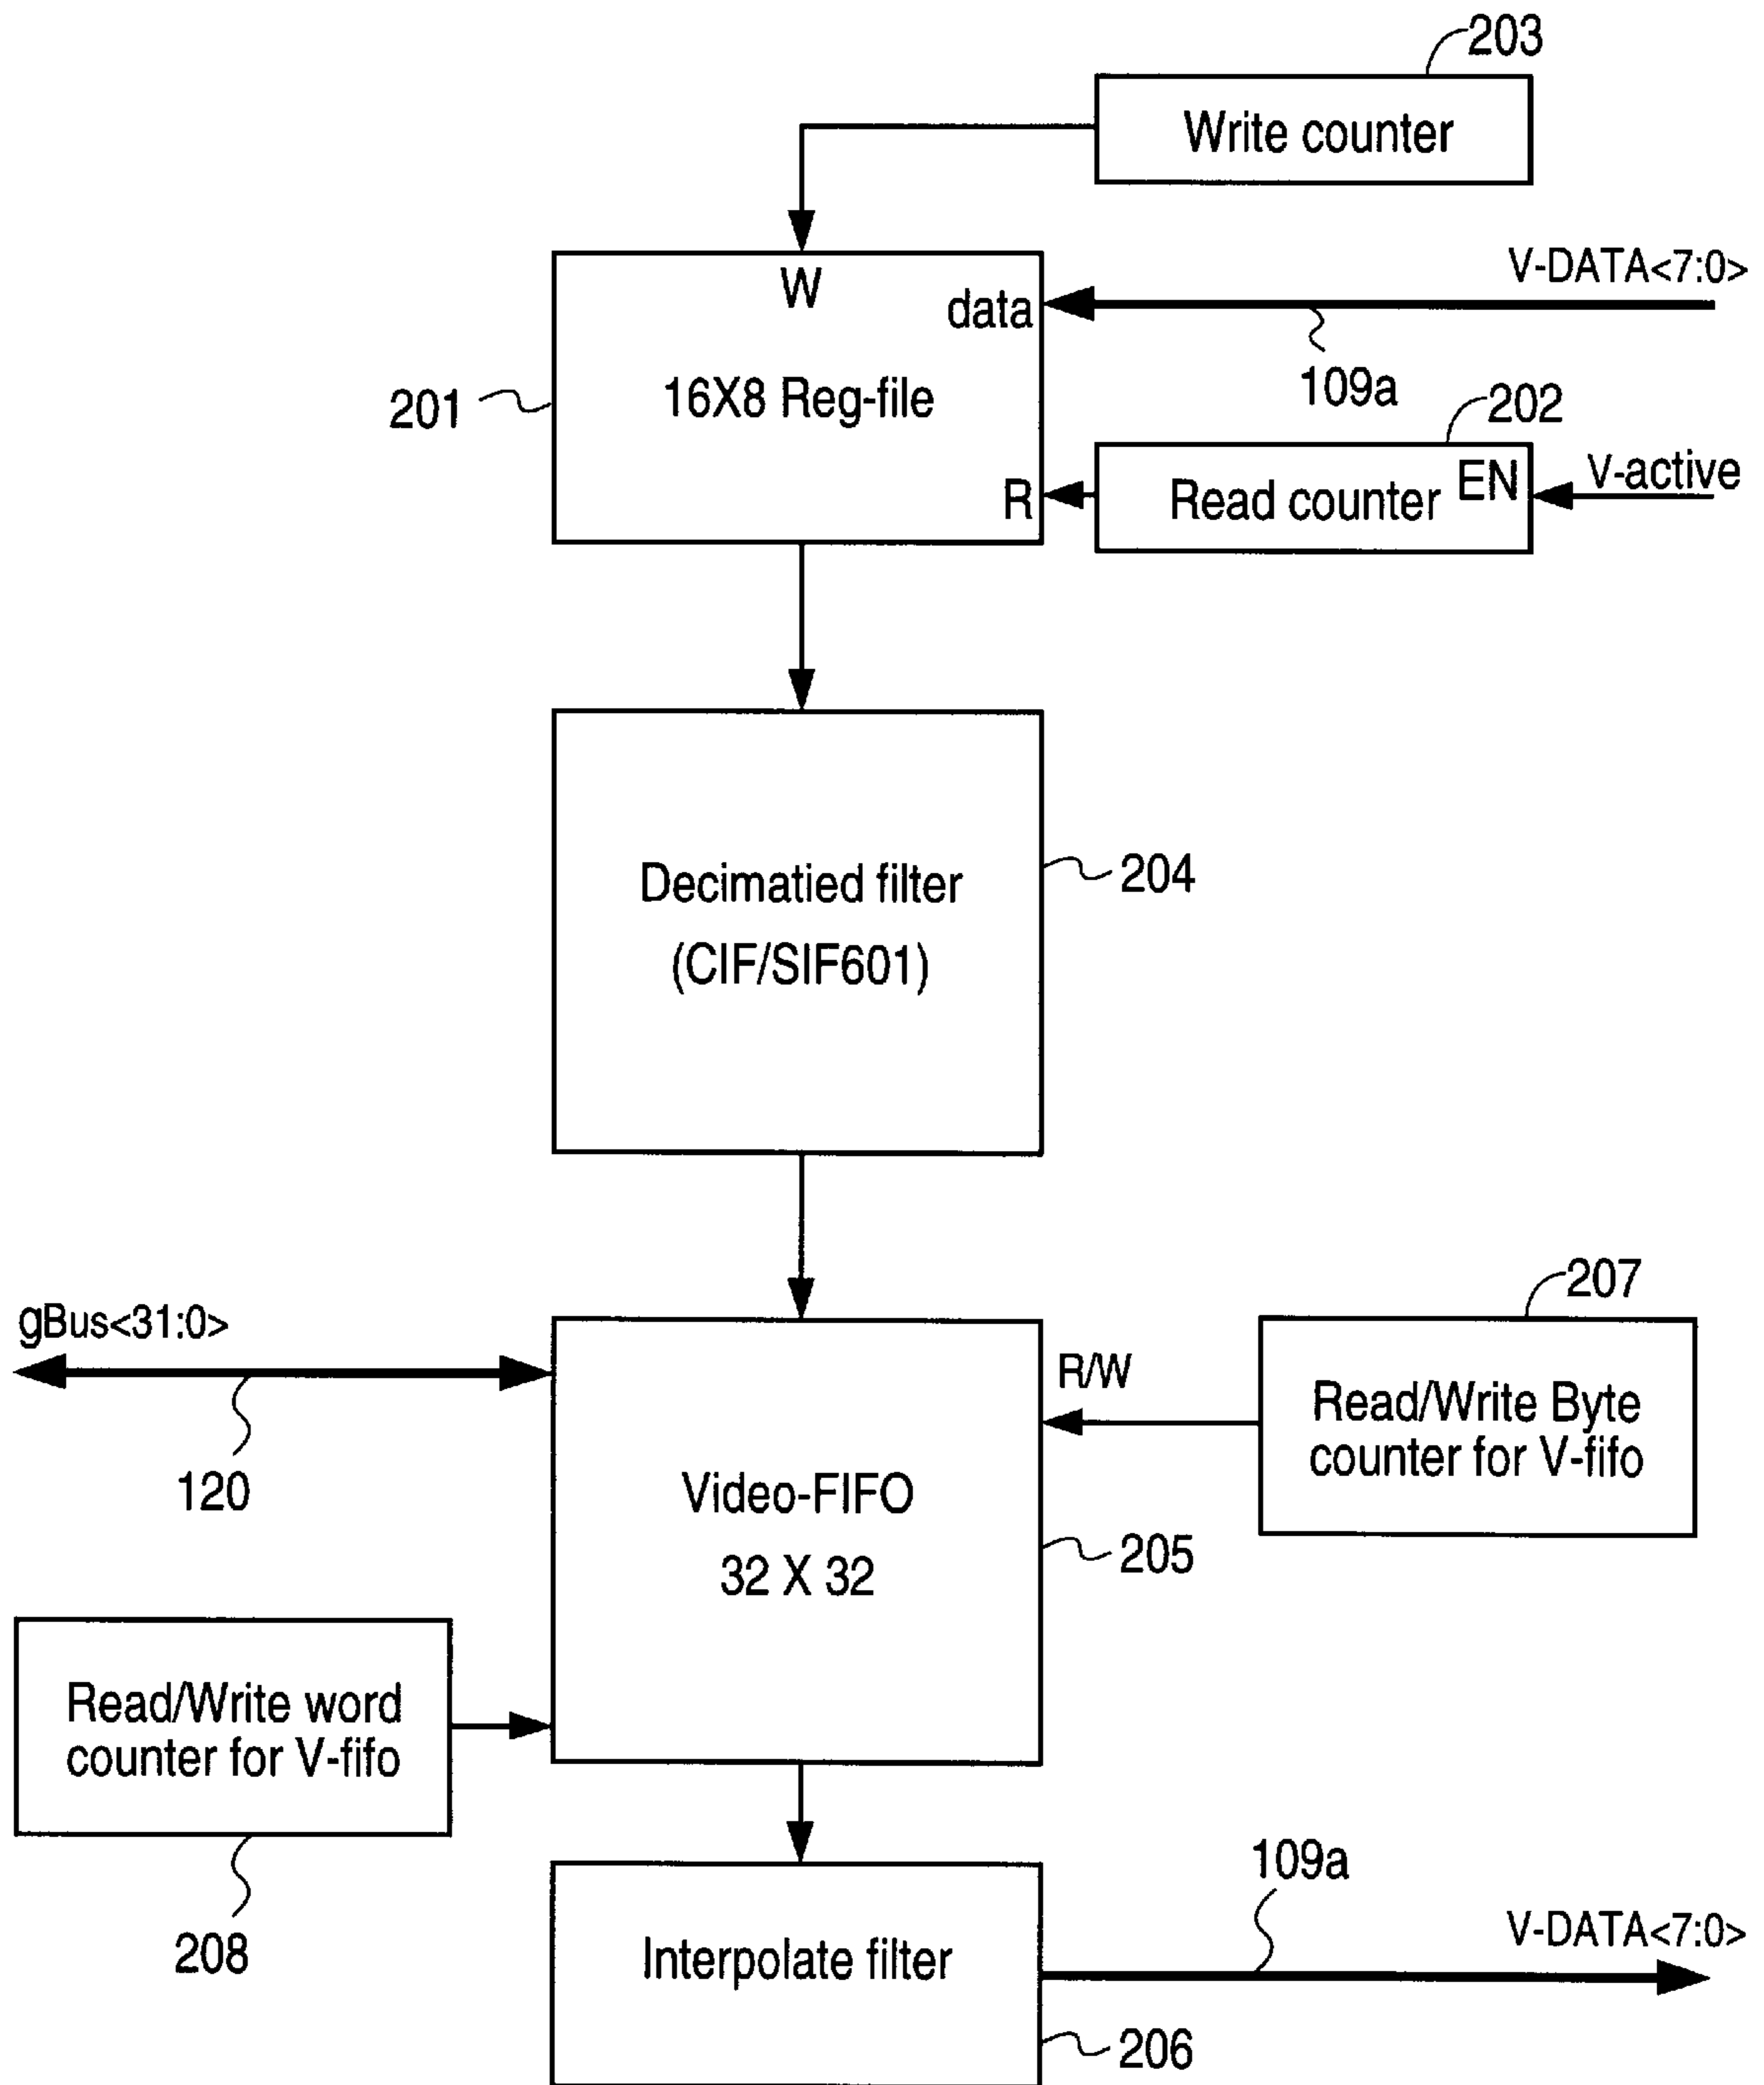 203
Write counter
V-DATA<7:0>
W
data
109a
201
16X8 Reg-file
202
R
Read counter
EN
V-active
Decimatied filter
(CIF/SIF601)
204
gBus<31:0>
120
207
R/W
Read/Write Byte
counter for V-fifo
Video-FIFO
32 X 32
205
Read/Write word
counter for V-fifo
208
109a
V-DATA<7:0>
Interpolate filter
206